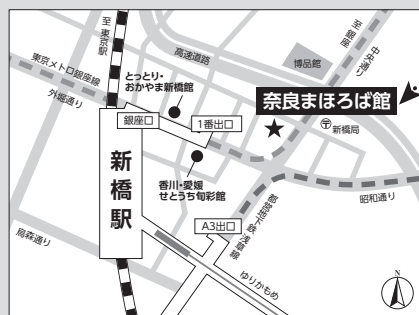 至 東京駅
高速道路
博品館
至 銀座
中央通り
東京メトロ銀座線
外堀通り
とっとり・
おかやま新橋館
奈良まほろば館
銀座口
1番出口
〒新橋局
新橋駅
香川・愛媛
せとうち旬彩館
昭和通り
都営地下鉄浅草線
A3出口
烏森通り
ゆりかもめ
N